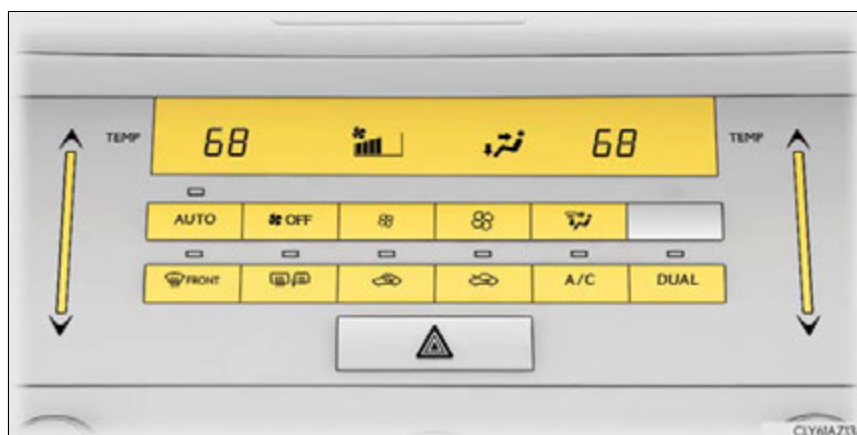 TEMP 68 68 TEMP
AUTO OFF
FRONT A/C DUAL
CLY61AZ13